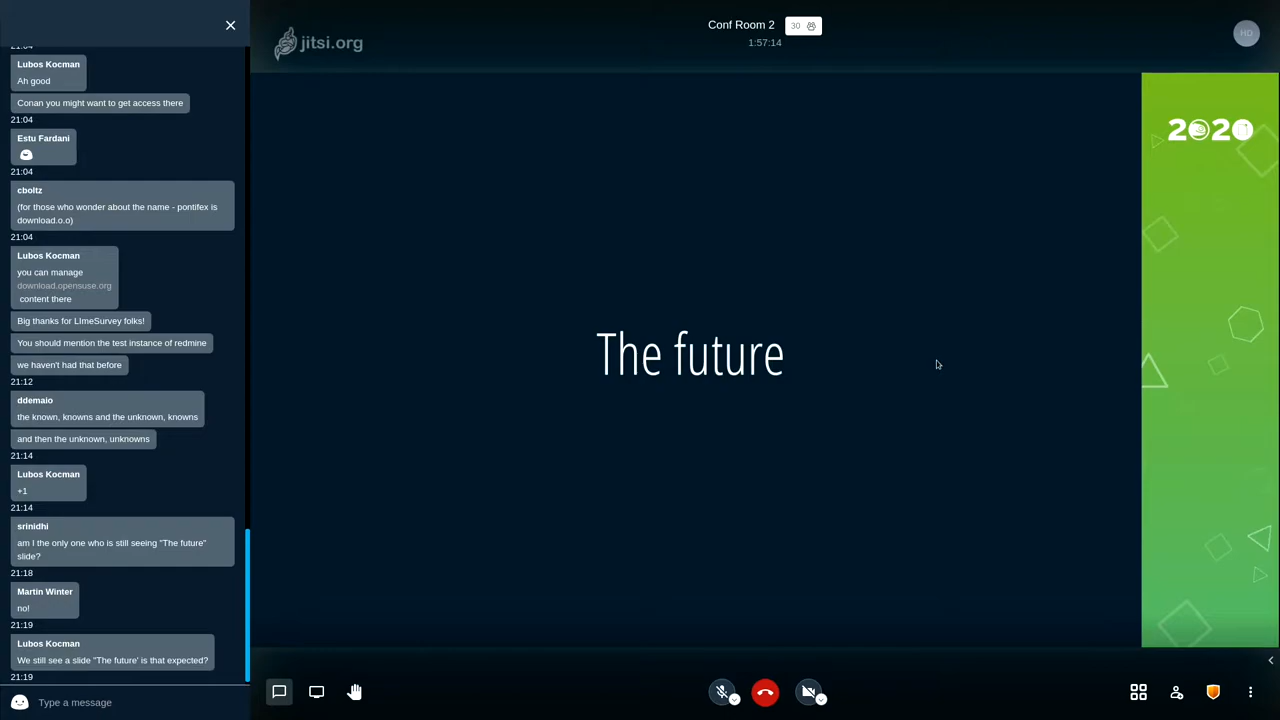 Lubos Kocman
Ah good
Conan you might want to get access there
21:04
Estu Fardani
21:04
cboltz
(for those who wonder about the name - pontifex is
download.o.o)
21:04
Lubos Kocman
you can manage
download.opensuse.org
content there
Big thanks for LImeSurvey folks!
You should mention the test instance of redmine
we haven't had that before
21:12
ddemaio
the known, knowns and the unknown, knowns
and then the unknown, unknowns
21:14
Lubos Kocman
+1
21:14
srinidhi
am I the only one who is still seeing "The future"
slide?
21:18
Martin Winter
no!
21:19
Lubos Kocman
We still see a slide "The future' is that expected?
21:19
Type a message
jitsi.org
Conf Room 2
30
1:57:14
HD
The future
2020